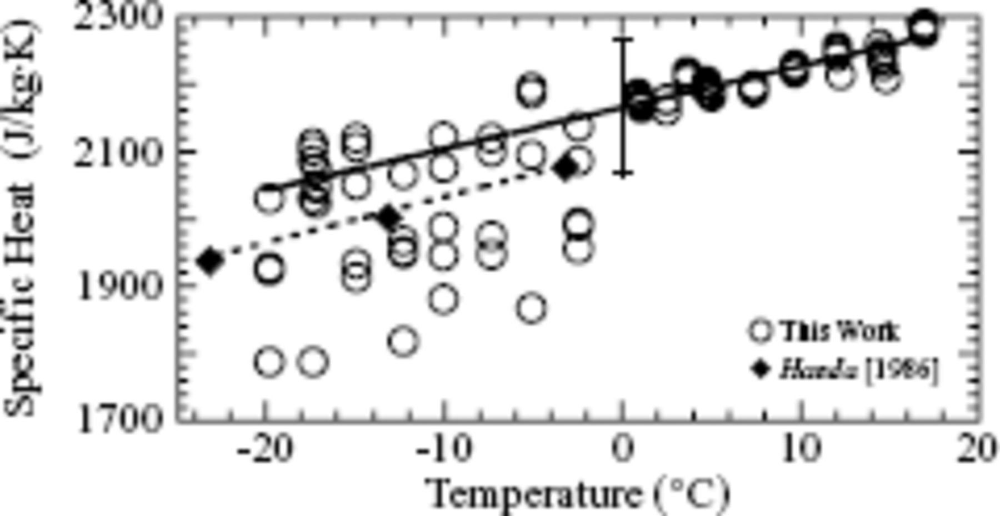 Specific Heat (J/kg·K)
2300
2100
1900
1700
This Work
Handa [1986]
-20 -10 0 10 20
Temperature (°C)